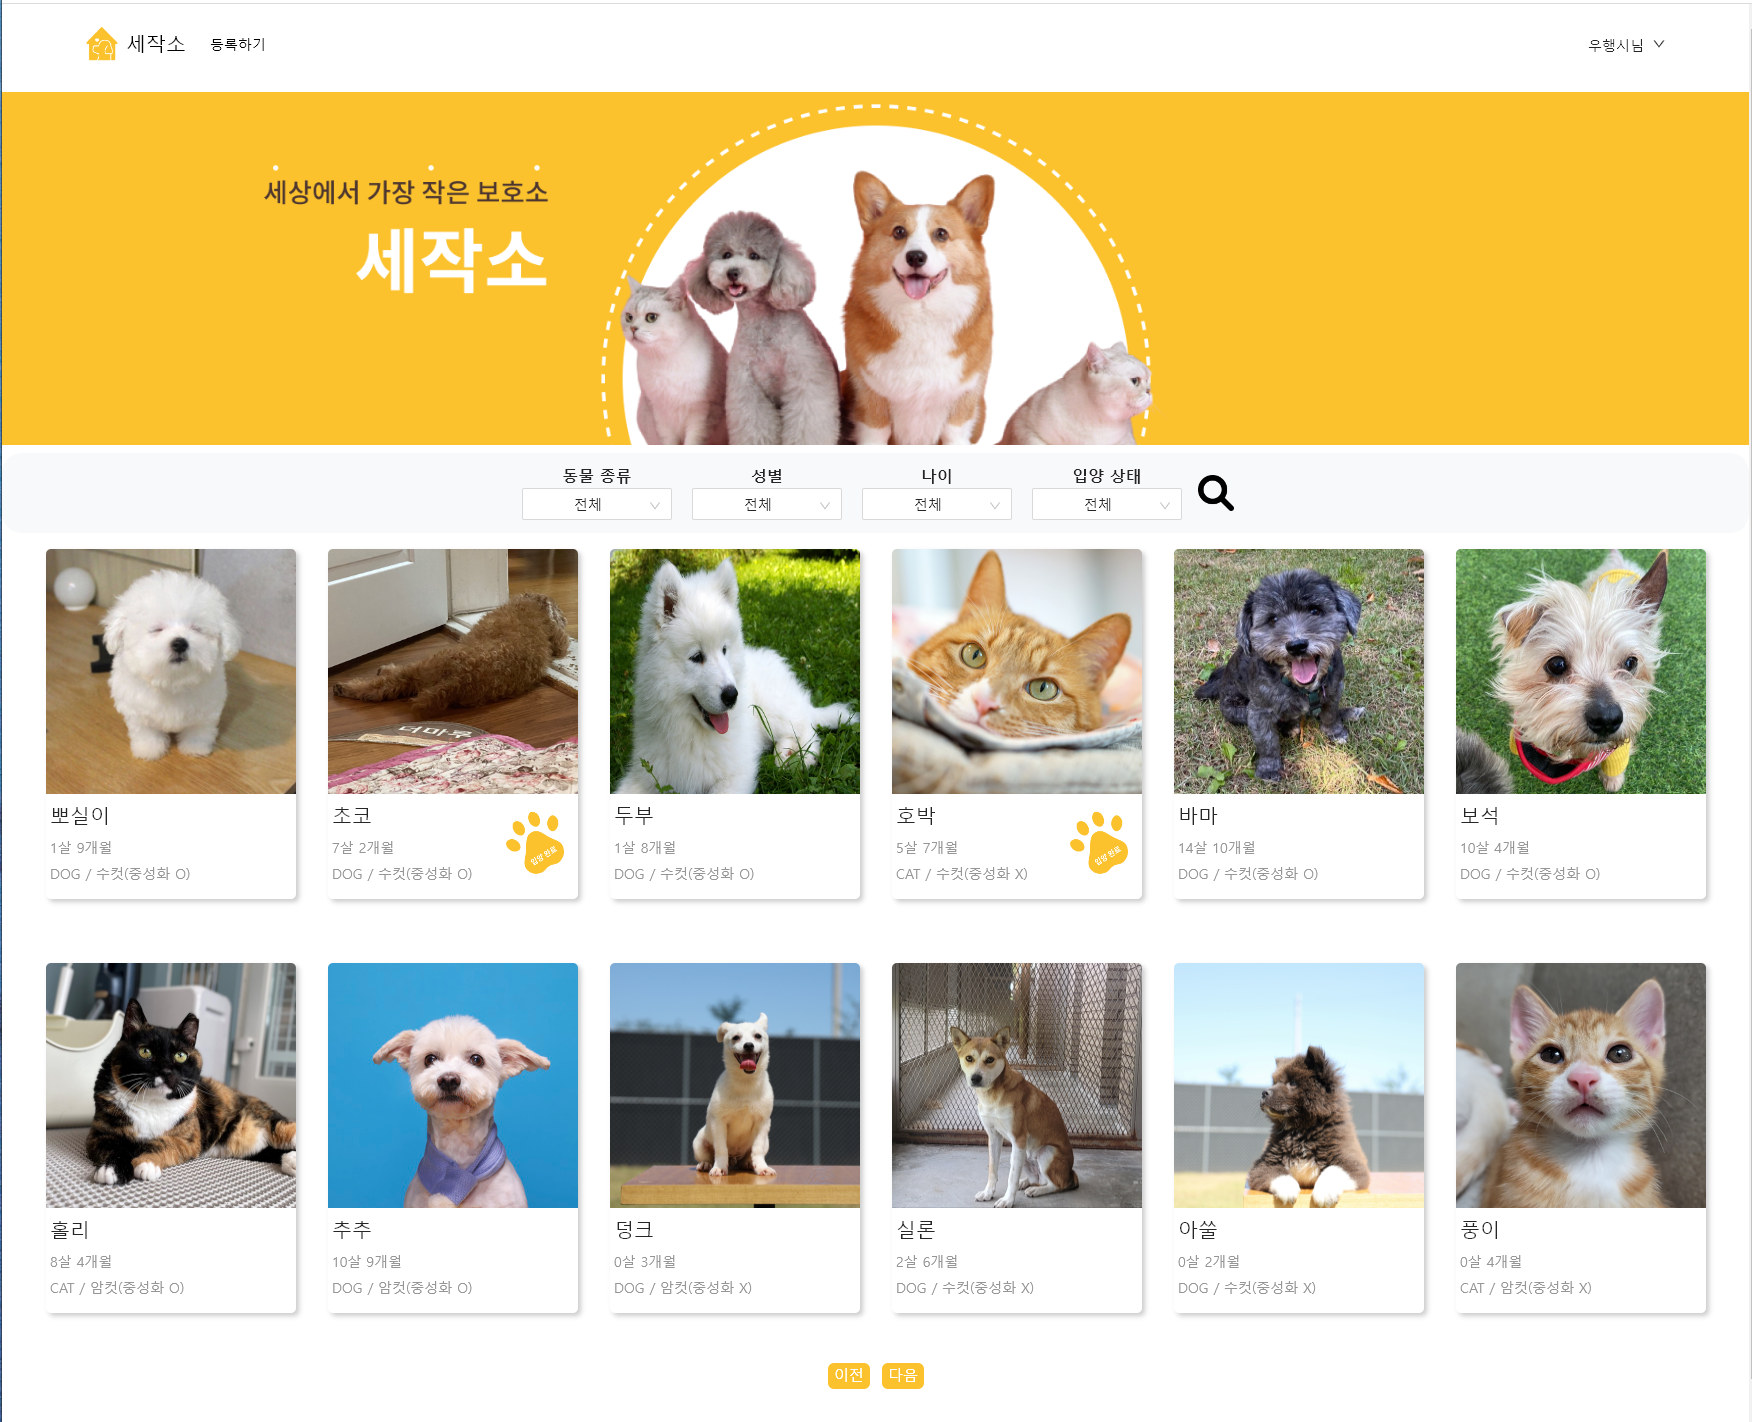 세작소
등록하기
우행시님
세상에서 가장 작은 보호소
세작소
동물 종류
성별
나이
입양 상태
전체
전체
전체
전체
더마루
뽀실이
1살 9개월
DOG / 수컷(중성화 O)
초코
7살 2개월
DOG / 수컷(중성화 O)
입양 완료
두부
1살 8개월
DOG / 수컷(중성화 O)
호박
5살 7개월
CAT / 수컷(중성화 X)
입양 완료
바마
14살 10개월
DOG / 수컷(중성화 O)
보석
10살 4개월
DOG / 수컷(중성화 O)
홀리
8살 4개월
CAT / 암컷(중성화 O)
추추
10살 9개월
DOG / 암컷(중성화 O)
덩크
0살 3개월
DOG / 암컷(중성화 X)
실론
2살 6개월
DOG / 수컷(중성화 X)
아쏠
0살 2개월
DOG / 수컷(중성화 X)
풍이
0살 4개월
CAT / 암컷(중성화 X)
이전
다음